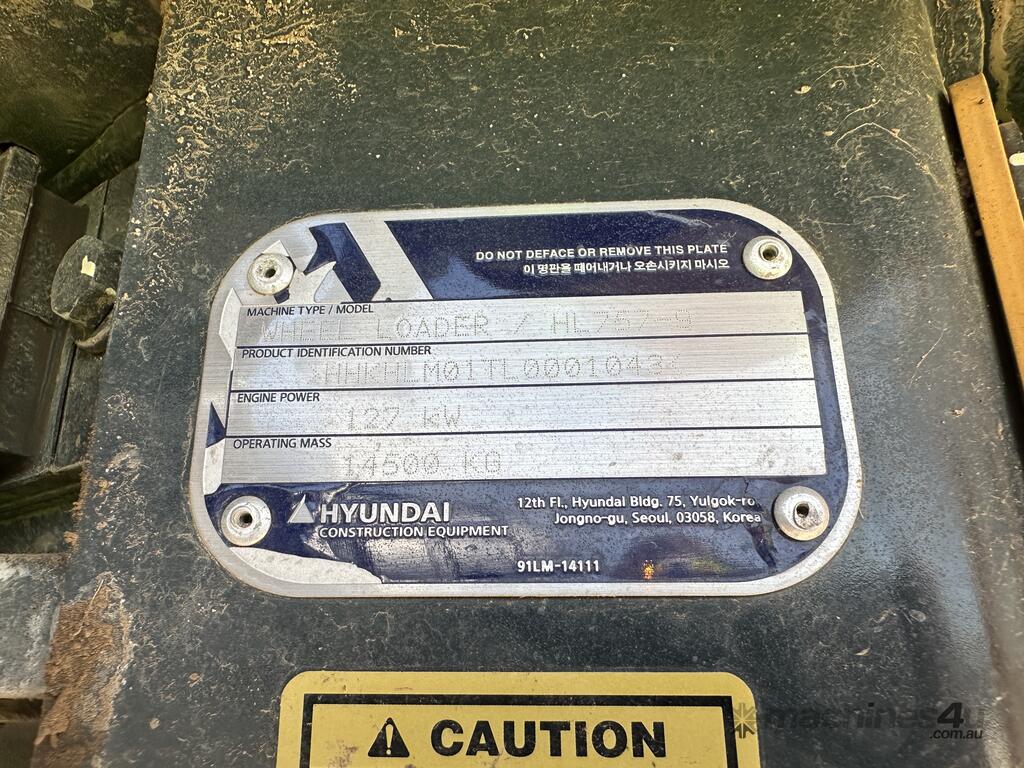 DO NOT DEFACE OR REMOVE THIS PLATE
이 명판을 떼어내거나 오손시키지 마시오
MACHINE TYPE / MODEL
WHEEL LOADER / HL757-9
PRODUCT IDENTIFICATION NUMBER
HHKHLM01TL0001043
ENGINE POWER
127 KW
OPERATING MASS
14500 KG
HYUNDAI
CONSTRUCTION EQUIPMENT
12th Fl., Hyundai Bldg. 75, Yulgok-ro,
Jongno-gu, Seoul, 03058, Korea
91LM-14111
CAUTION
machines4u
.com.au